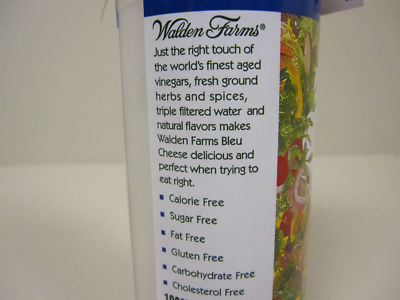 Walden Farms®
Just the right touch of
the world's finest aged
vinegars, fresh ground
herbs and spices,
triple filtered water and
natural flavors makes
Walden Farms Bleu
Cheese delicious and
perfect when trying to
eat right.
▪ Calorie Free
▪ Sugar Free
▪ Fat Free
▪ Gluten Free
▪ Carbohydrate Free
▪ Cholesterol Free